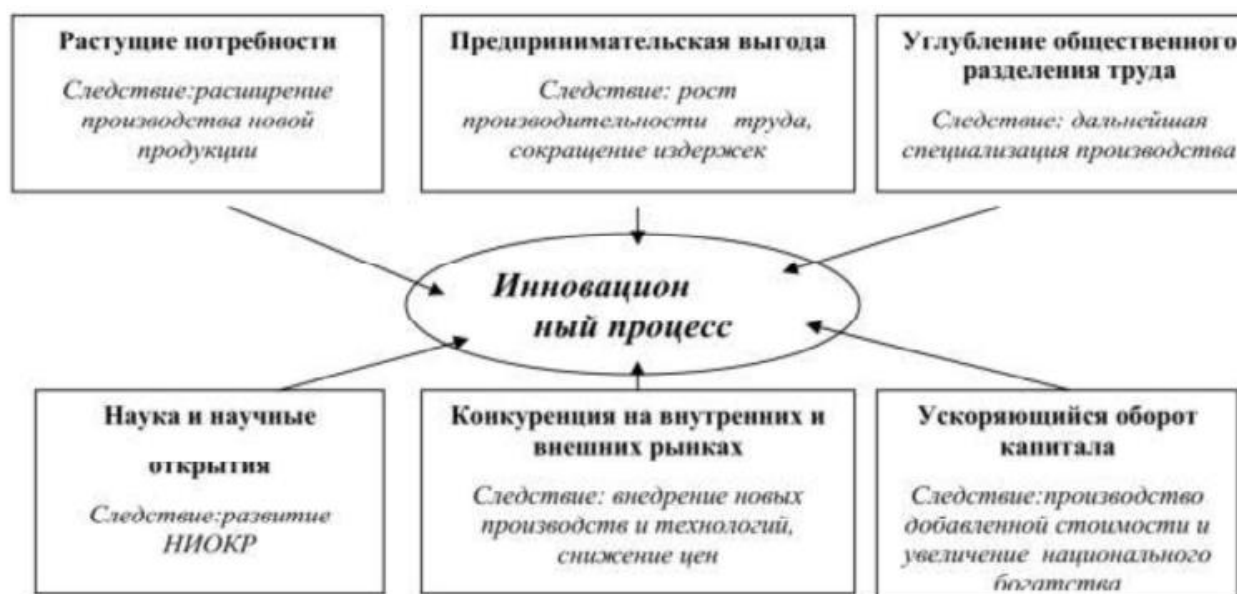 Растущие потребности
Следствие:расширение
производства новой
продукции
Предпринимательская выгода
Следствие: рост
производительности труда,
сокращение издержек
Углубление общественного
разделения труда
Следствие: дальнейшая
специализация производства
Инновацион
ный процесс
Наука и научные
открытия
Следствие:развитие
НИОКР
Конкуренция на внутренних и
внешних рынках
Следствие: внедрение новых
производств и технологий,
снижение цен
Ускоряющийся оборот
капитала
Следствие:производство
добавленной стоимости и
увеличение национального
богатства